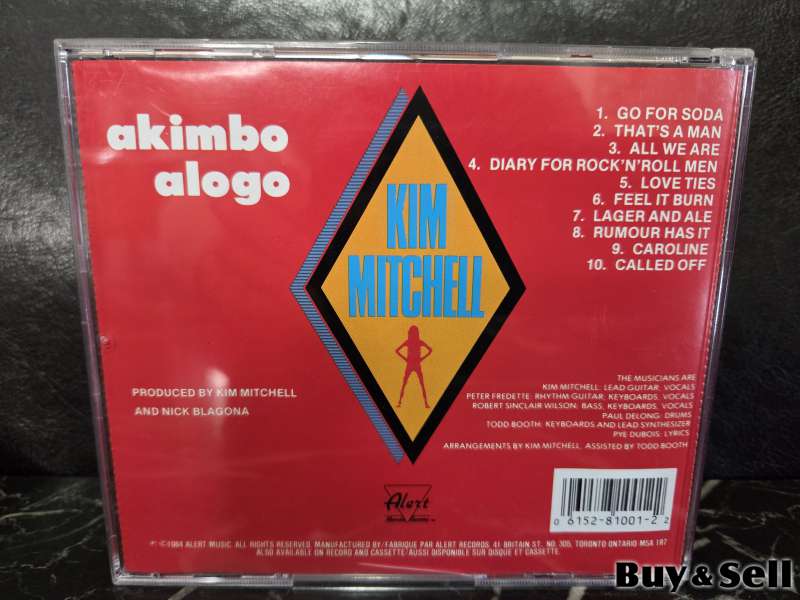 akimbo
alogo
KIM
MITCHELL
1. GO FOR SODA
2. THAT'S A MAN
3. ALL WE ARE
4. DIARY FOR ROCK'N'ROLL MEN
5. LOVE TIES
6. FEEL IT BURN
7. LAGER AND ALE
8. RUMOUR HAS IT
9. CAROLINE
10. CALLED OFF
PRODUCED BY KIM MITCHELL
AND NICK BLAGONA
THE MUSICIANS ARE
KIM MITCHELL: LEAD GUITAR, VOCALS
PETER FREDETTE: RHYTHM GUITAR, KEYBOARDS, VOCALS
ROBERT SINCLAIR WILSON: BASS, KEYBOARDS, VOCALS
PAUL DELONG: DRUMS
TODD BOOTH: KEYBOARDS AND LEAD SYNTHESIZER
PYE DUBOIS: LYRICS
ARRANGEMENTS BY KIM MITCHELL, ASSISTED BY TODD BOOTH
Alert
0 6152-81001-2 2
℗ ©1984 ALERT MUSIC. ALL RIGHTS RESERVED. MANUFACTURED BY/FABRIQUE PAR ALERT RECORDS, 41 BRITAIN ST. NO. 305, TORONTO ONTARIO M5A 1R7
ALSO AVAILABLE ON RECORD AND CASSETTE/AUSSI DISPONIBLE SUR DISQUE ET CASSETTE.
Buy & Sell